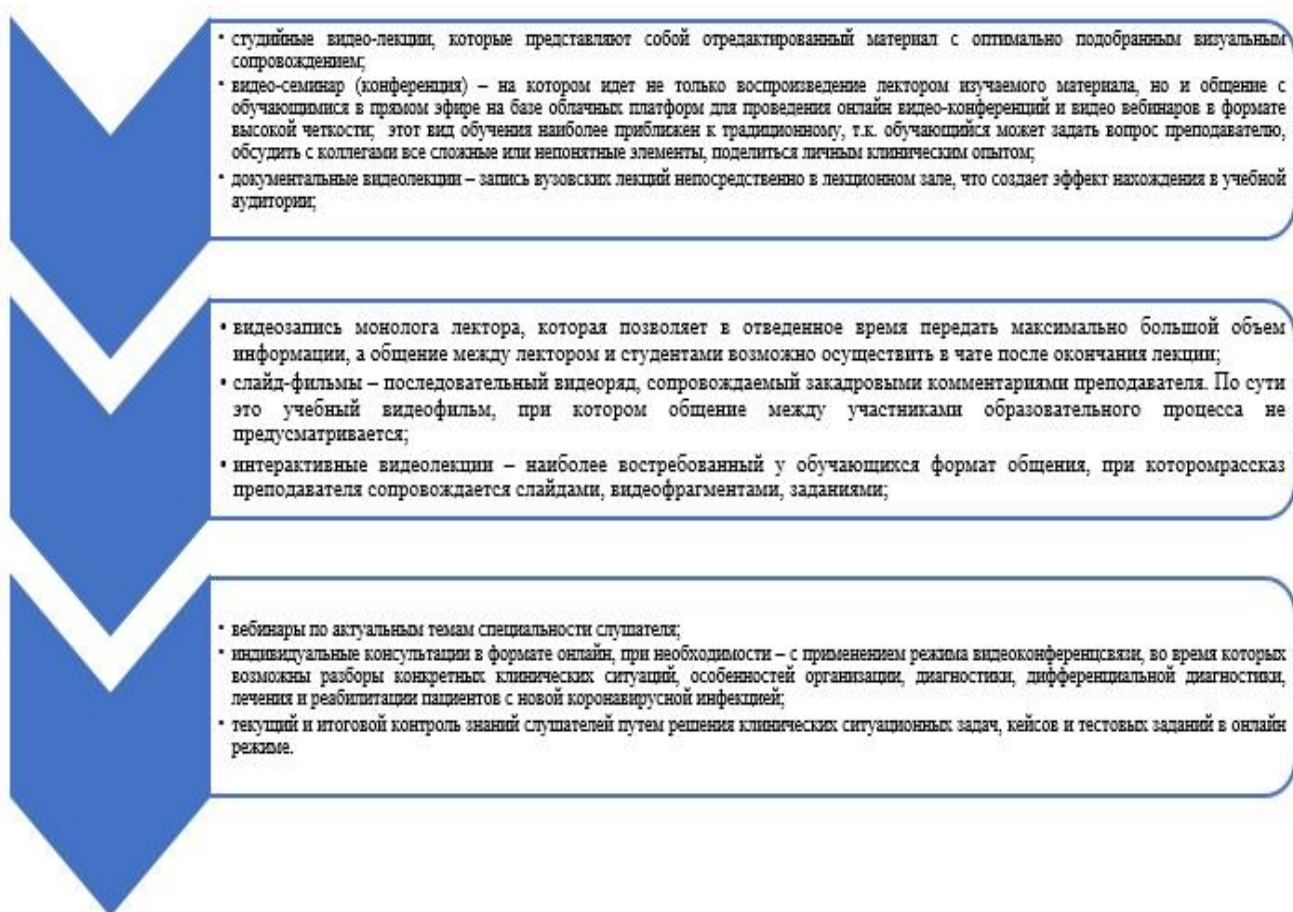 • студийные видео-лекции, которые представляют собой отредактированный материал с оптимально подобранным визуальным
сопровождением;
• видео-семинар (конференция) – на котором идет не только воспроизведение лектором изучаемого материала, но и общение с
обучающимися в прямом эфире на базе облачных платформ для проведения онлайн видео-конференций и видео вебинаров в формате
высокой четкости; этот вид обучения наиболее приближен к традиционному, т.к. обучающийся может задать вопрос преподавателю,
обсудить с коллегами все сложные или непонятные элементы, поделиться личным клиническим опытом;
• документальные видеолекции – запись вузовских лекций непосредственно в лекционном зале, что создает эффект нахождения в учебной
аудитории;
• видеозапись монолога лектора, которая позволяет в отведенное время передать максимально большой объем
информации, а общение между лектором и студентами возможно осуществить в чате после окончания лекции;
• слайд-фильмы – последовательный видеоряд, сопровождаемый закадровыми комментариями преподавателя. По сути
это учебный видеофильм, при котором общение между участниками образовательного процесса не
предусматривается;
• интерактивные видеолекции – наиболее востребованный у обучающихся формат общения, при которомрассказ
преподавателя сопровождается слайдами, видеофрагментами, заданиями;
• вебинары по актуальным темам специальности слушателя;
• индивидуальные консультации в формате онлайн, при необходимости – с применением режима видеоконференцсвязи, во время которых
возможны разборы конкретных клинических ситуаций, особенностей организации, диагностики, дифференциальной диагностики,
лечения и реабилитации пациентов с новой коронавирусной инфекцией;
• текущий и итоговой контроль знаний слушателей путем решения клинических ситуационных задач, кейсов и тестовых заданий в онлайн
режиме.